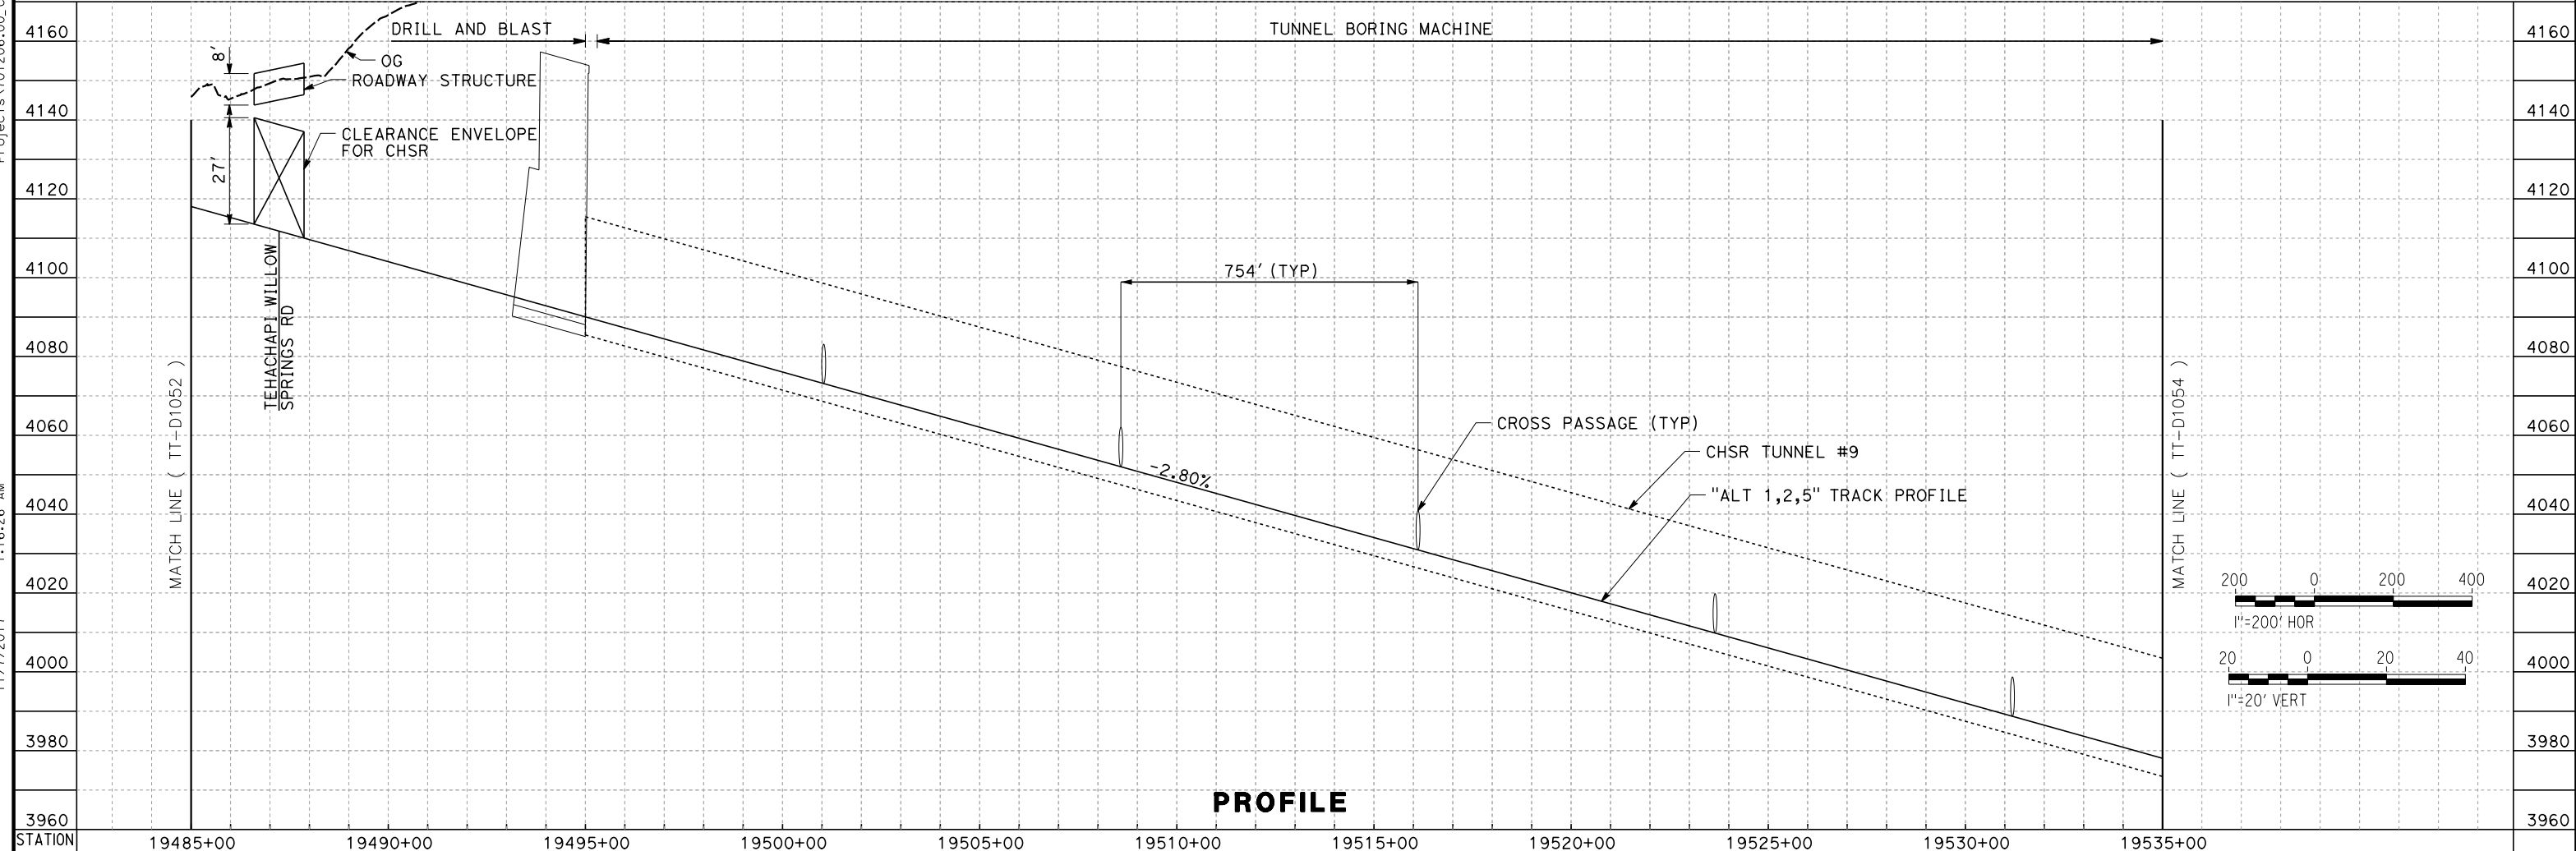 DRILL AND BLAST
TUNNEL BORING MACHINE
4160
4160
8'
OG
ROADWAY STRUCTURE
4140
4140
CLEARANCE ENVELOPE
FOR CHSR
27'
4120
4120
TEHACHAPI WILLOW
SPRINGS RD
4100
4100
754' (TYP)
4080
4080
MATCH LINE ( TT-D1052 )
MATCH LINE ( TT-D1054 )
4060
4060
CROSS PASSAGE (TYP)
CHSR TUNNEL #9
-2.80%
"ALT 1,2,5" TRACK PROFILE
4040
4040
4020
4020
200 0 200 400
1"=200' HOR
4000
4000
20 0 20 40
1"=20' VERT
3980
3980
PROFILE
3960
3960
STATION
19485+00 19490+00 19495+00 19500+00 19505+00 19510+00 19515+00 19520+00 19525+00 19530+00 19535+00